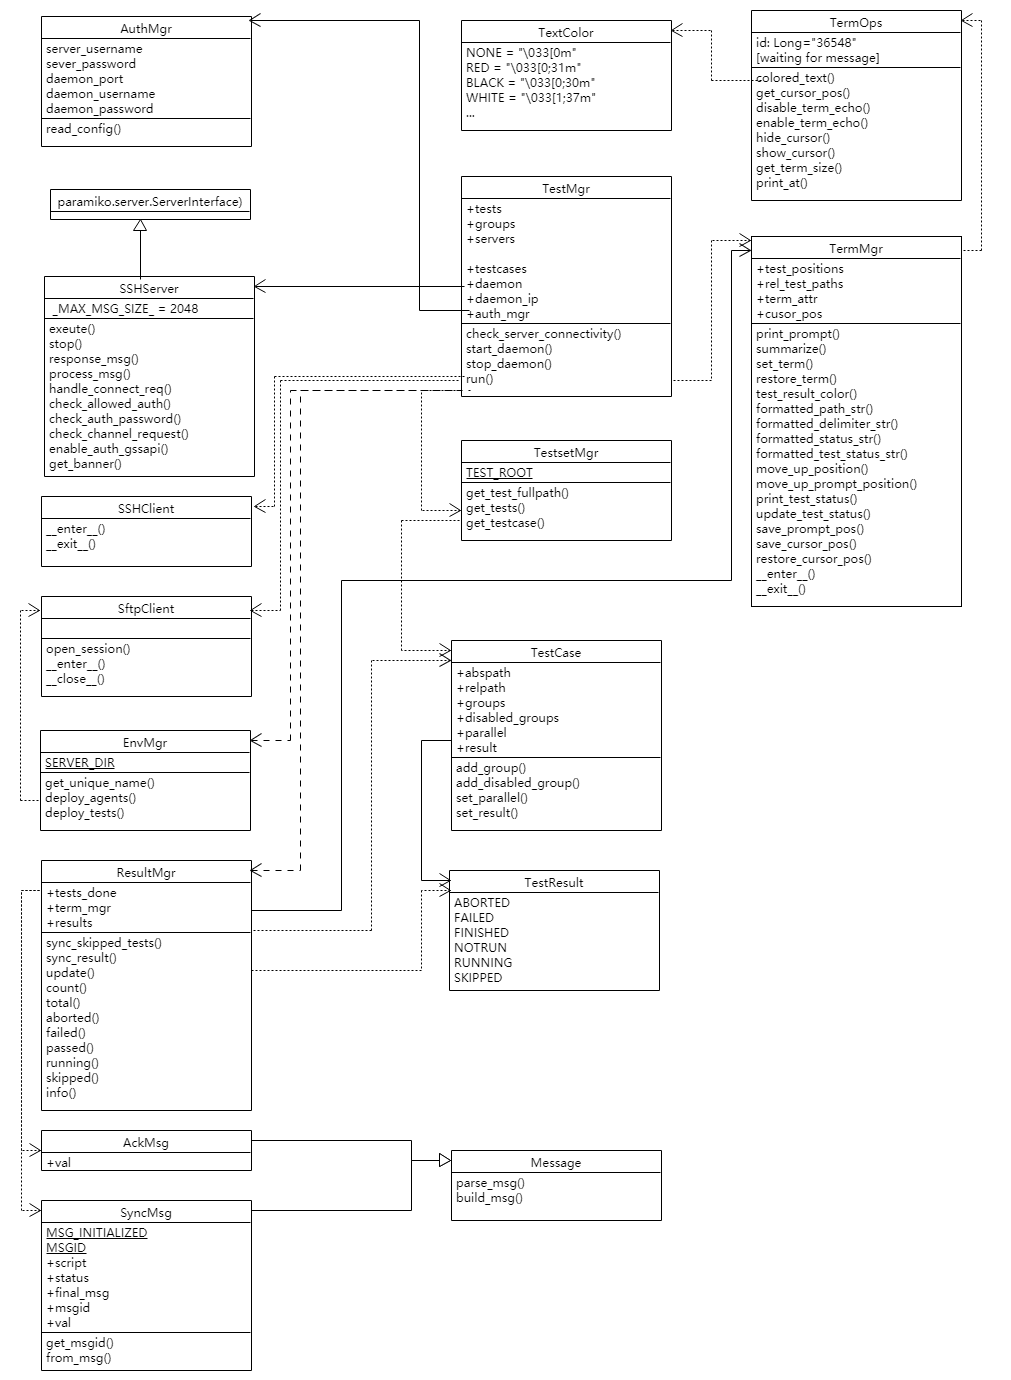 AuthMgr
server_username
sever_password
daemon_port
daemon_username
daemon_password
read_config()
TextColor
NONE = "\033[0m"
RED = "\033[0;31m"
BLACK = "\033[0;30m"
WHITE = "\033[1;37m"
...
TermOps
id: Long="36548"
[waiting for message]
colored_text()
get_cursor_pos()
disable_term_echo()
enable_term_echo()
hide_cursor()
show_cursor()
get_term_size()
print_at()
paramiko.server.ServerInterface)
SSHServer
_MAX_MSG_SIZE_ = 2048
exeute()
stop()
response_msg()
process_msg()
handle_connect_req()
check_allowed_auth()
check_auth_password()
check_channel_request()
enable_auth_gssapi()
get_banner()
TestMgr
+tests
+groups
+servers
+testcases
+daemon
+daemon_ip
+auth_mgr
check_server_connectivity()
start_daemon()
stop_daemon()
run()
TermMgr
+test_positions
+rel_test_paths
+term_attr
+cusor_pos
print_prompt()
summarize()
set_term()
restore_term()
test_result_color()
formatted_path_str()
formatted_delimiter_str()
formatted_status_str()
formatted_test_status_str()
move_up_position()
move_up_prompt_position()
print_test_status()
update_test_status()
save_prompt_pos()
save_cursor_pos()
restore_cursor_pos()
__enter__()
__exit__()
SSHClient
__enter__()
__exit__()
TestsetMgr
TEST_ROOT
get_test_fullpath()
get_tests()
get_testcase()
SftpClient
open_session()
__enter__()
__close__()
EnvMgr
SERVER_DIR
get_unique_name()
deploy_agents()
deploy_tests()
TestCase
+abspath
+relpath
+groups
+disabled_groups
+parallel
+result
add_group()
add_disabled_group()
set_parallel()
set_result()
ResultMgr
+tests_done
+term_mgr
+results
sync_skipped_tests()
sync_result()
update()
count()
total()
aborted()
failed()
passed()
running()
skipped()
info()
TestResult
ABORTED
FAILED
FINISHED
NOTRUN
RUNNING
SKIPPED
AckMsg
+val
Message
parse_msg()
build_msg()
SyncMsg
MSG_INITIALIZED
MSGID
+script
+status
+final_msg
+msgid
+val
get_msgid()
from_msg()